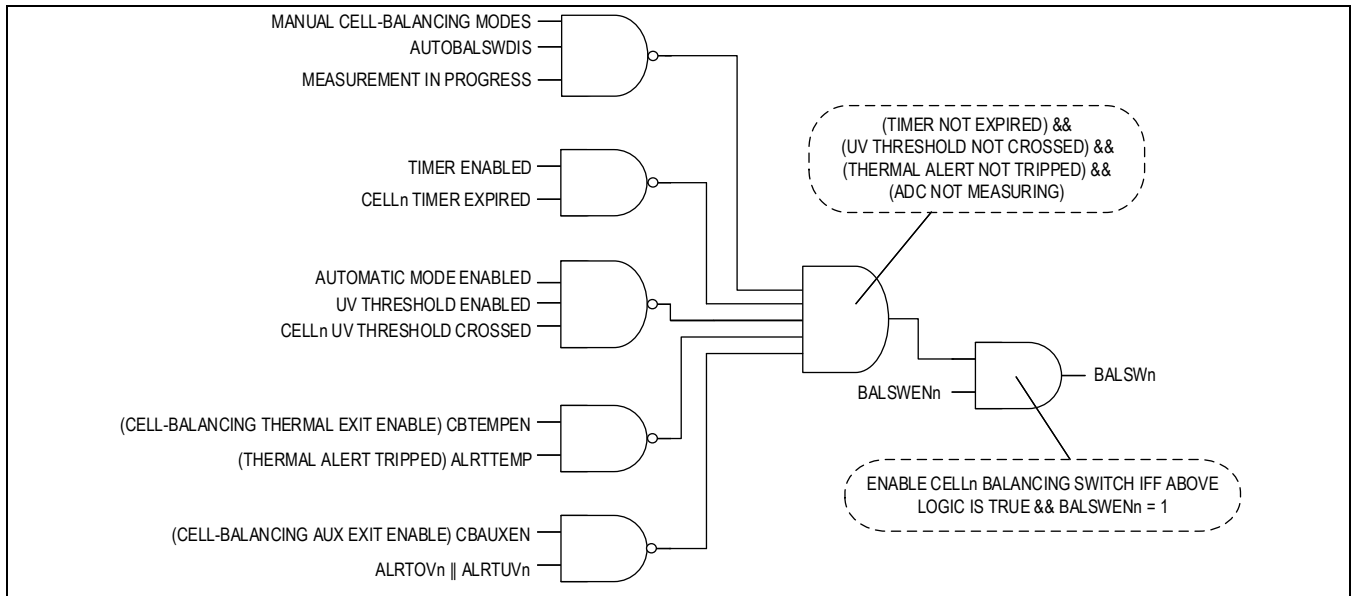 MANUAL CELL-BALANCING MODES
AUTOBALSWDIS
MEASUREMENT IN PROGRESS
TIMER ENABLED
CELLn TIMER EXPIRED
AUTOMATIC MODE ENABLED
UV THRESHOLD ENABLED
CELLn UV THRESHOLD CROSSED
(CELL-BALANCING THERMAL EXIT ENABLE) CBTEMPEN
(THERMAL ALERT TRIPPED) ALRTTEMP
(CELL-BALANCING AUX EXIT ENABLE) CBAUXEN
ALRTOVn || ALRTUVn
(TIMER NOT EXPIRED) &&
(UV THRESHOLD NOT CROSSED) &&
(THERMAL ALERT NOT TRIPPED) &&
(ADC NOT MEASURING)
BALSWENn
BALSWn
ENABLE CELLn BALANCING SWITCH IFF ABOVE
LOGIC IS TRUE && BALSWENn = 1